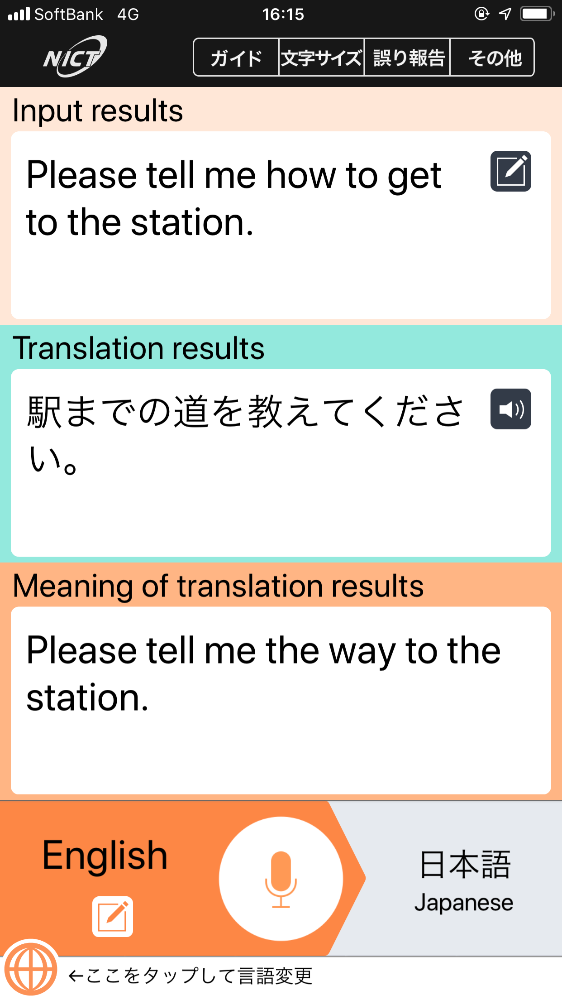 SoftBank 4G 16:15
NICT ガイド 文字サイズ 誤り報告 その他
Input results
Please tell me how to get
to the station.
Translation results
駅までの道を教えてくださ
い。
Meaning of translation results
Please tell me the way to the
station.
English
日本語
Japanese
←ここをタップして言語変更